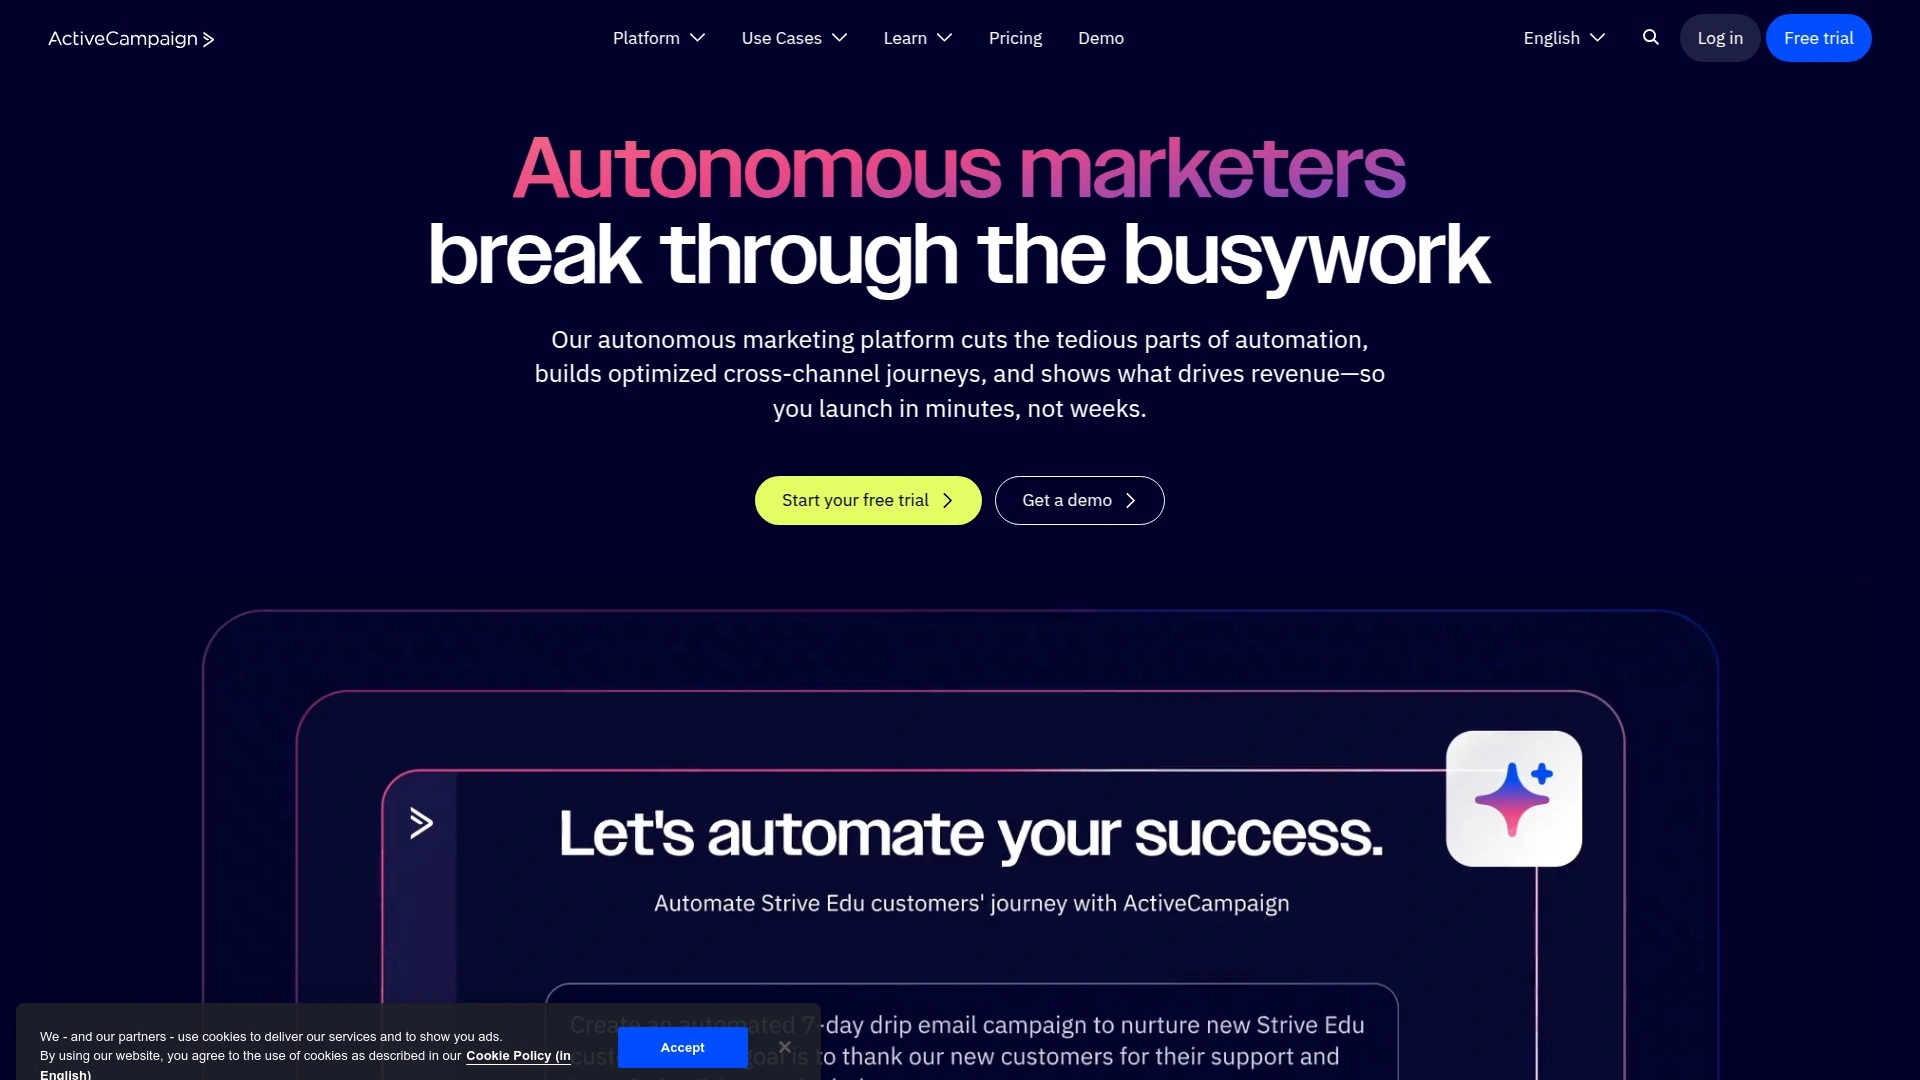 ActiveCampaign
Platform
Use Cases
Learn
Pricing
Demo
English
Log in
Free trial
Autonomous marketers
break through the busywork
Our autonomous marketing platform cuts the tedious parts of automation,
builds optimized cross-channel journeys, and shows what drives revenue—so
you launch in minutes, not weeks.
Start your free trial
Get a demo
Let's automate your success.
Automate Strive Edu customers' journey with ActiveCampaign
Create an automated 7-day drip email campaign to nurture new Strive Edu
goal is to thank our new customers for their support and
We - and our partners - use cookies to deliver our services and to show you ads.
By using our website, you agree to the use of cookies as described in our Cookie Policy (in
English)
Accept